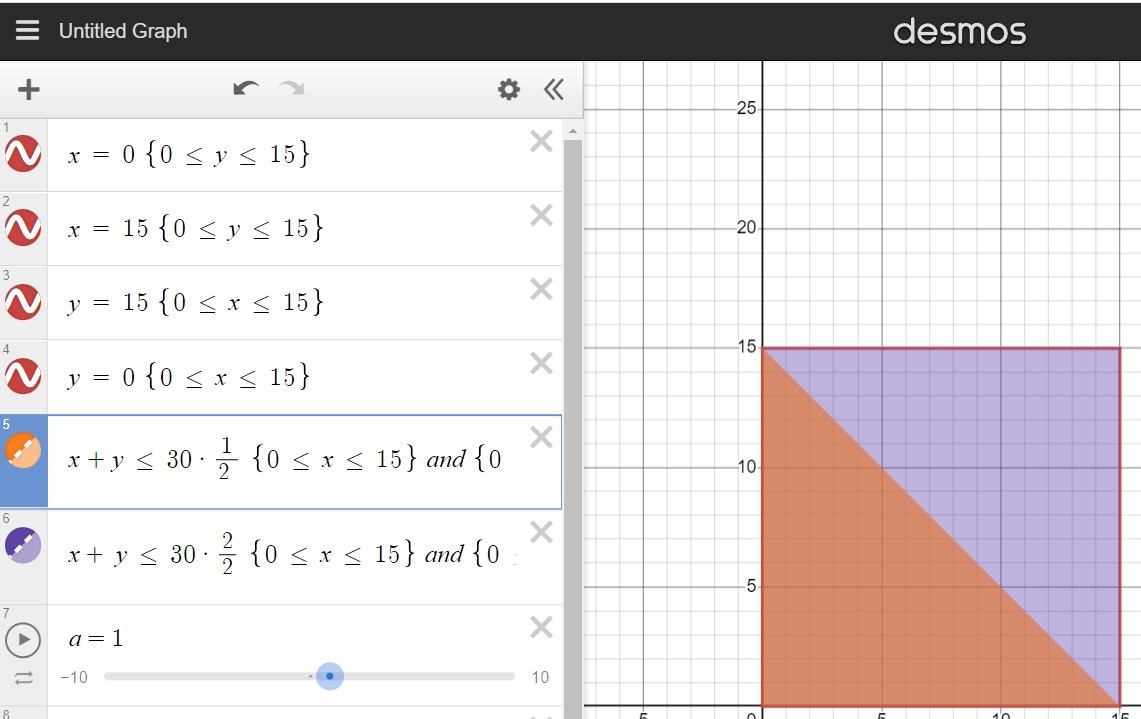 Untitled Graph desmos
1
x = 0 {0 ≤ y ≤ 15}
2
x = 15 {0 ≤ y ≤ 15}
3
y = 15 {0 ≤ x ≤ 15}
4
y = 0 {0 ≤ x ≤ 15}
5
x + y ≤ 30 · 1/2 {0 ≤ x ≤ 15} and {0
6
x + y ≤ 30 · 2/2 {0 ≤ x ≤ 15} and {0
7
a = 1
-10 10
8
25
20
15
10
5
5 0 5 10 15